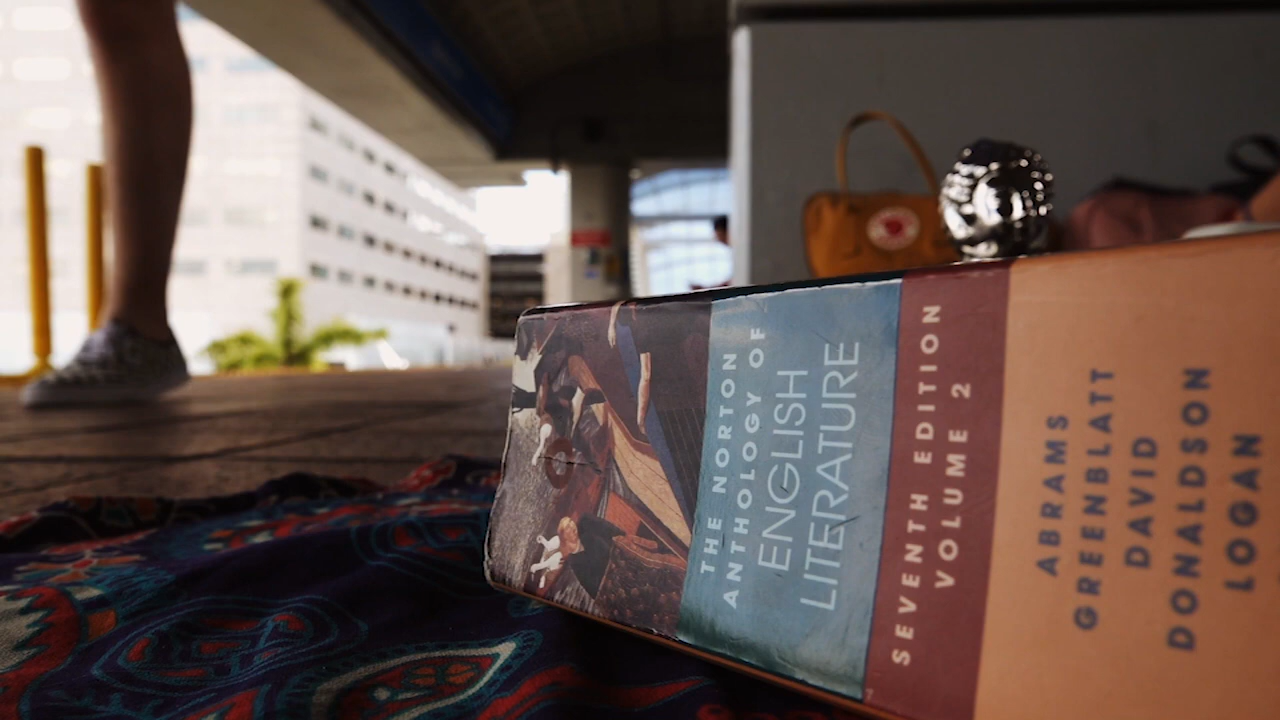 THE NORTON
ANTHOLOGY OF
ENGLISH
LITERATURE
SEVENTH EDITION
VOLUME 2
ABRAMS
GREENBLATT
DAVID
DONALDSON
LOGAN